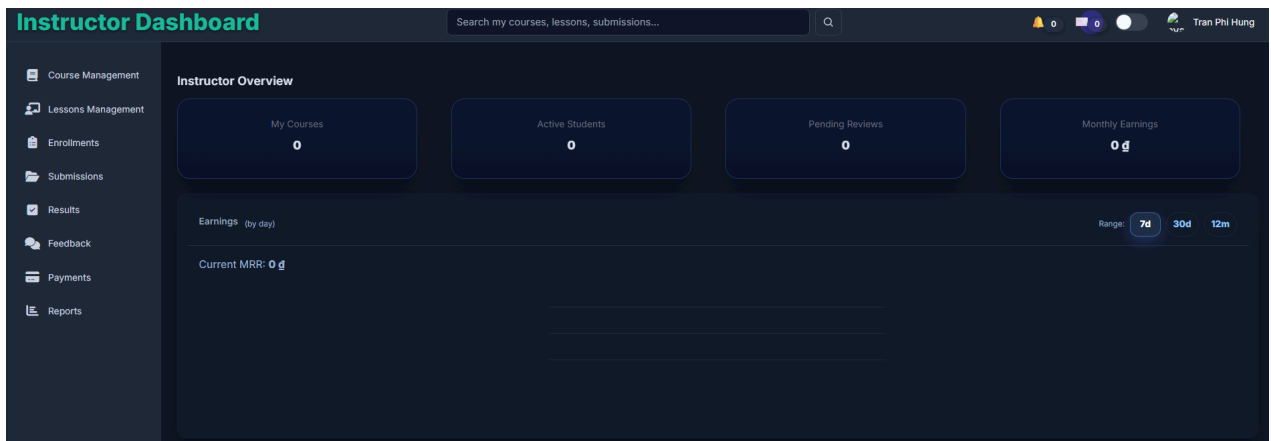 Instructor Dashboard
Search my courses, lessons, submissions...
0
0
Tran Phi Hung
Course Management
Lessons Management
Enrollments
Submissions
Results
Feedback
Payments
Reports
Instructor Overview
My Courses
0
Active Students
0
Pending Reviews
0
Monthly Earnings
0 ₫
Earnings (by day)
Range: 7d 30d 12m
Current MRR: 0 ₫